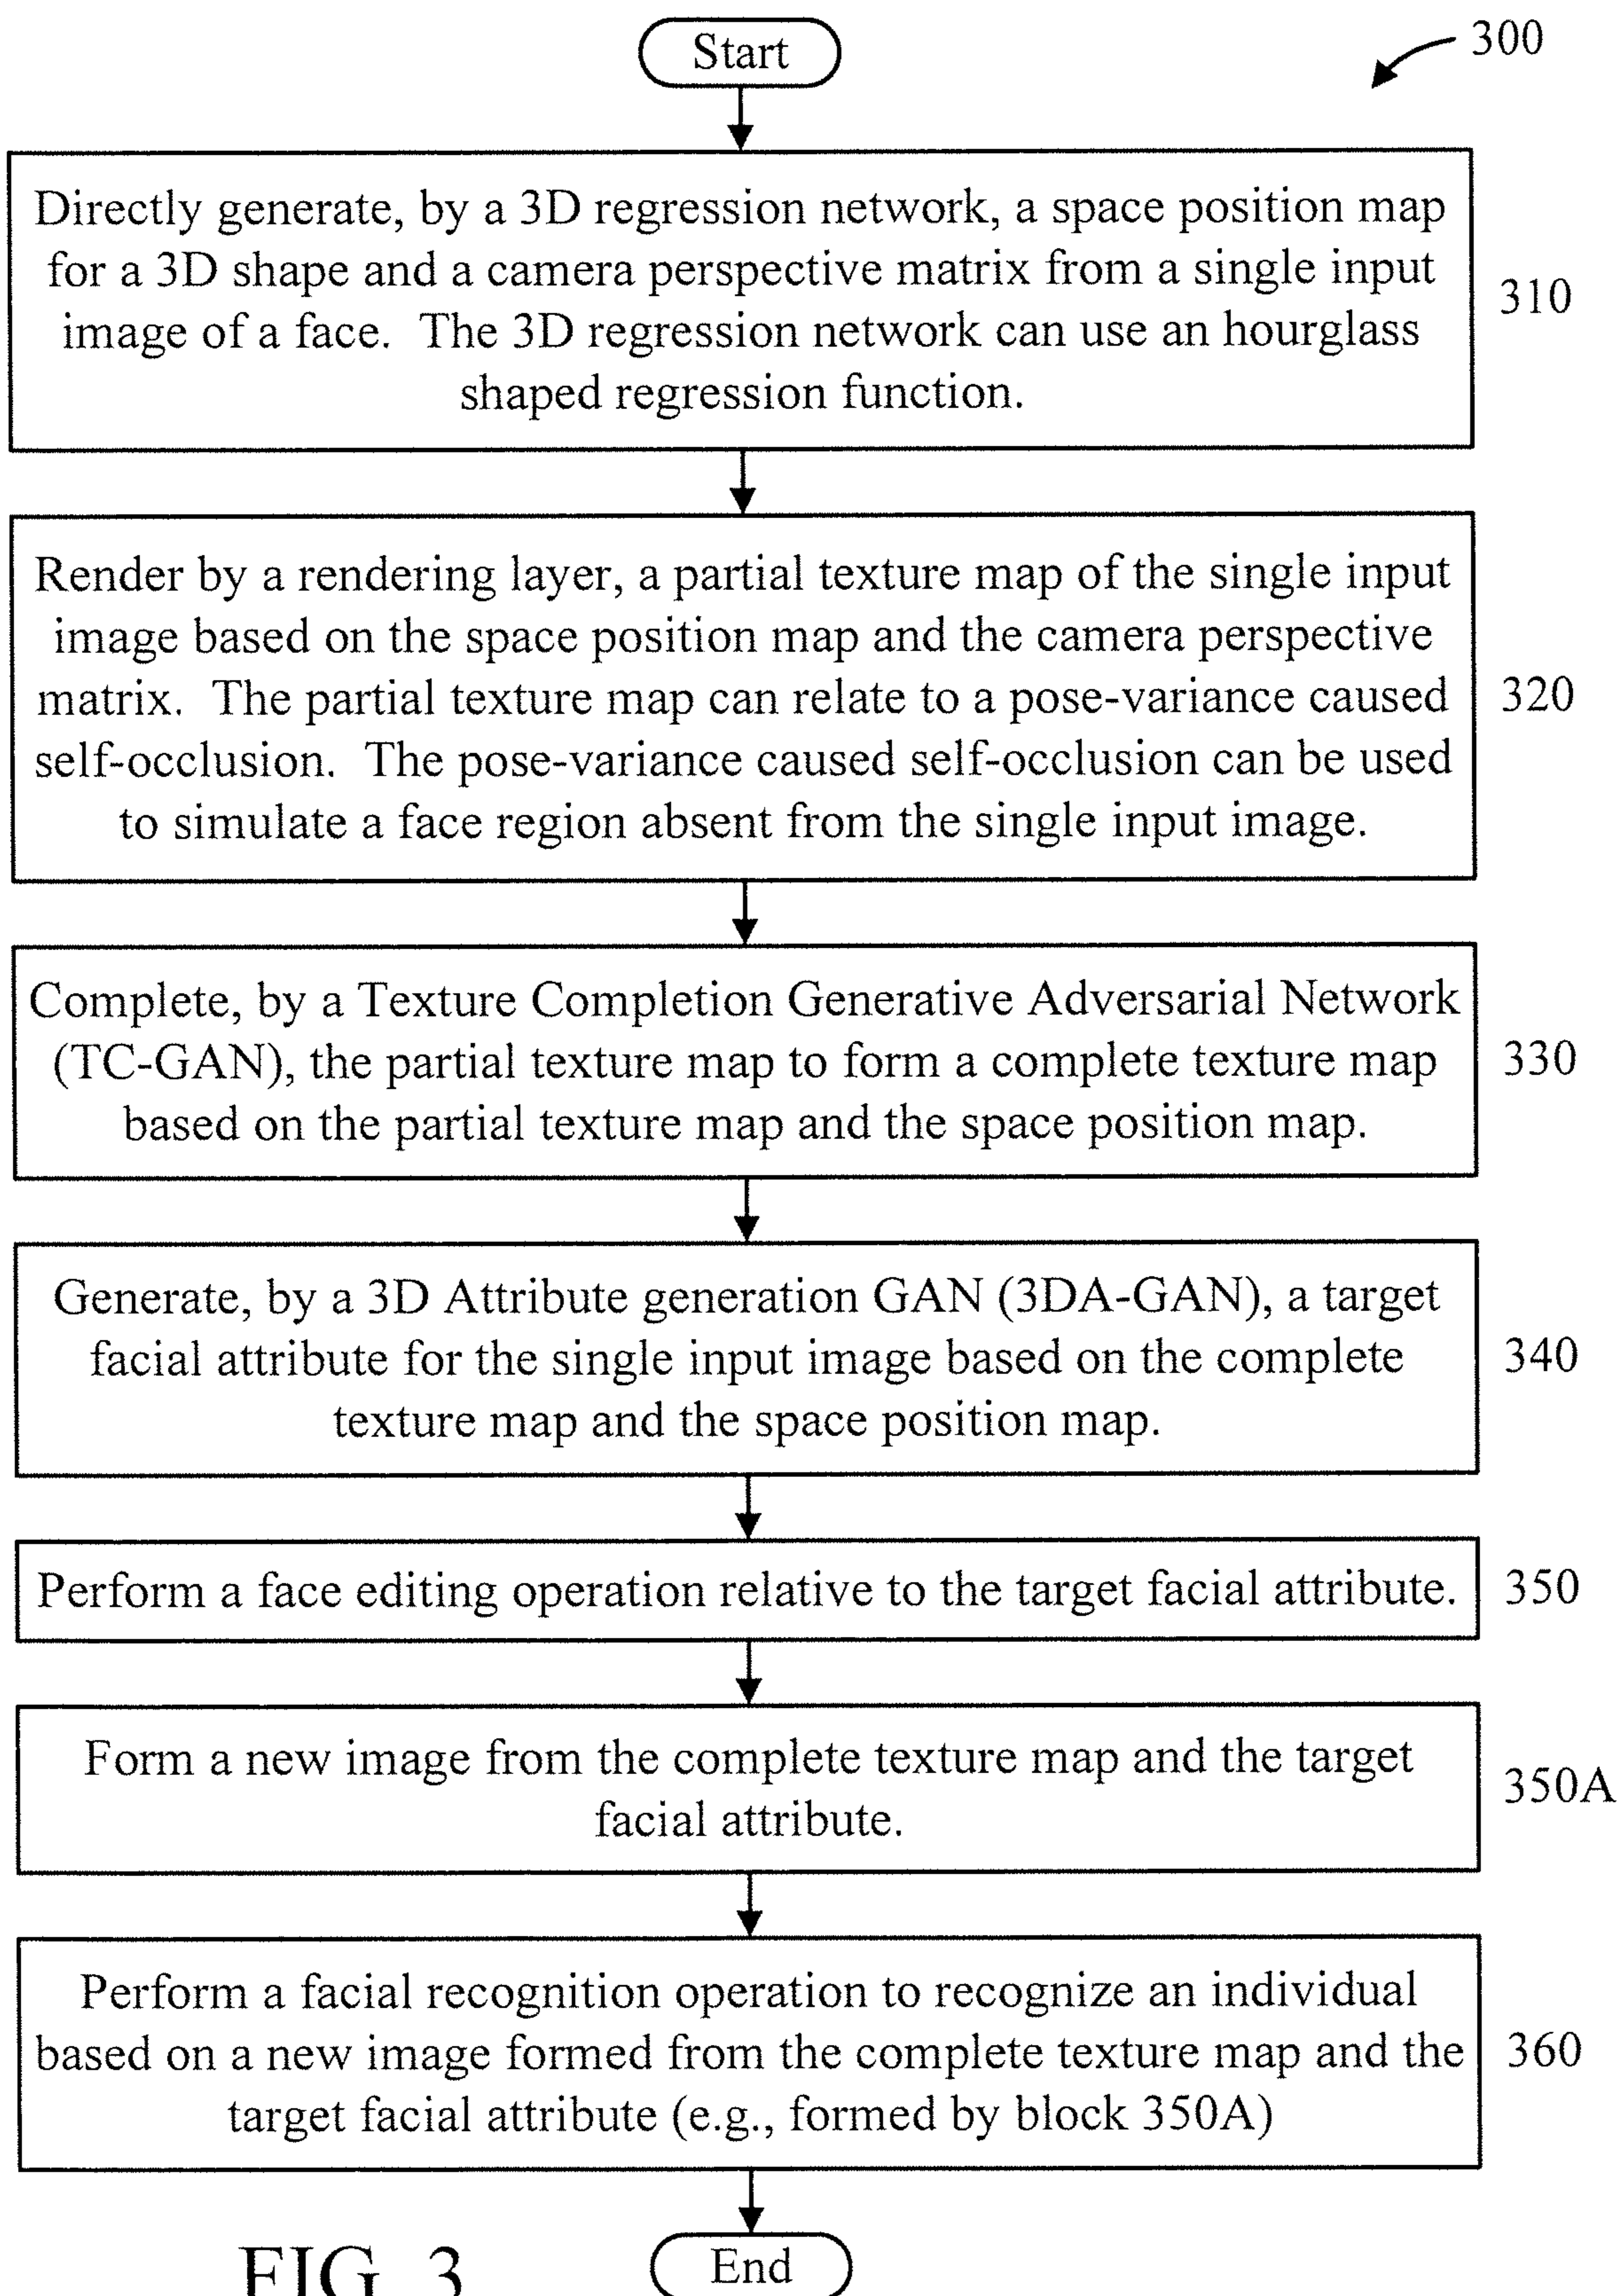 Start
300
Directly generate, by a 3D regression network, a space position map
for a 3D shape and a camera perspective matrix from a single input
image of a face. The 3D regression network can use an hourglass
shaped regression function.
310
Render by a rendering layer, a partial texture map of the single input
image based on the space position map and the camera perspective
matrix. The partial texture map can relate to a pose-variance caused
self-occlusion. The pose-variance caused self-occlusion can be used
to simulate a face region absent from the single input image.
320
Complete, by a Texture Completion Generative Adversarial Network
(TC-GAN), the partial texture map to form a complete texture map
based on the partial texture map and the space position map.
330
Generate, by a 3D Attribute generation GAN (3DA-GAN), a target
facial attribute for the single input image based on the complete
texture map and the space position map.
340
Perform a face editing operation relative to the target facial attribute.
350
Form a new image from the complete texture map and the target
facial attribute.
350A
Perform a facial recognition operation to recognize an individual
based on a new image formed from the complete texture map and the
target facial attribute (e.g., formed by block 350A)
360
End
FIG. 3